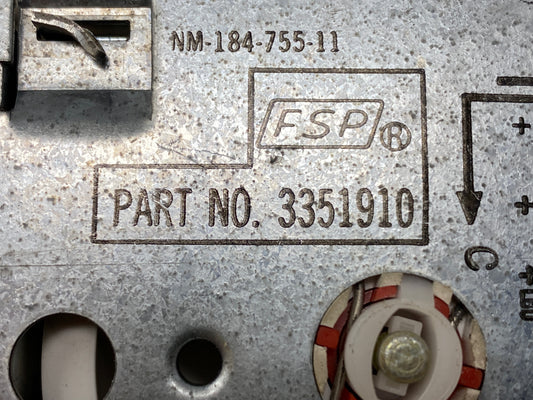 NM-184-755-11
FSP®
PART NO. 3351910
+
+
C